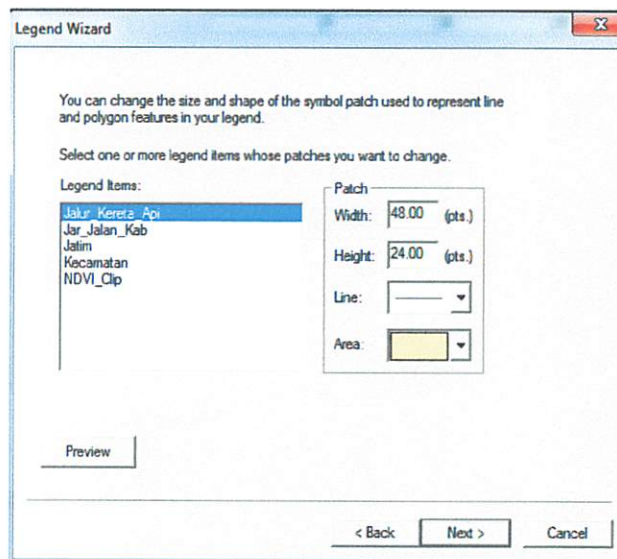 Legend Wizard
You can change the size and shape of the symbol patch used to represent line
and polygon features in your legend.
Select one or more legend items whose patches you want to change.
Legend Items:
Jalur_Kereta_Api
Jar_Jalan_Kab
Jatim
Kecamatan
NDVI_Clip
Patch
Width: 48.00 (pts.)
Height: 24.00 (pts.)
Line:
Area:
Preview
< Back Next > Cancel